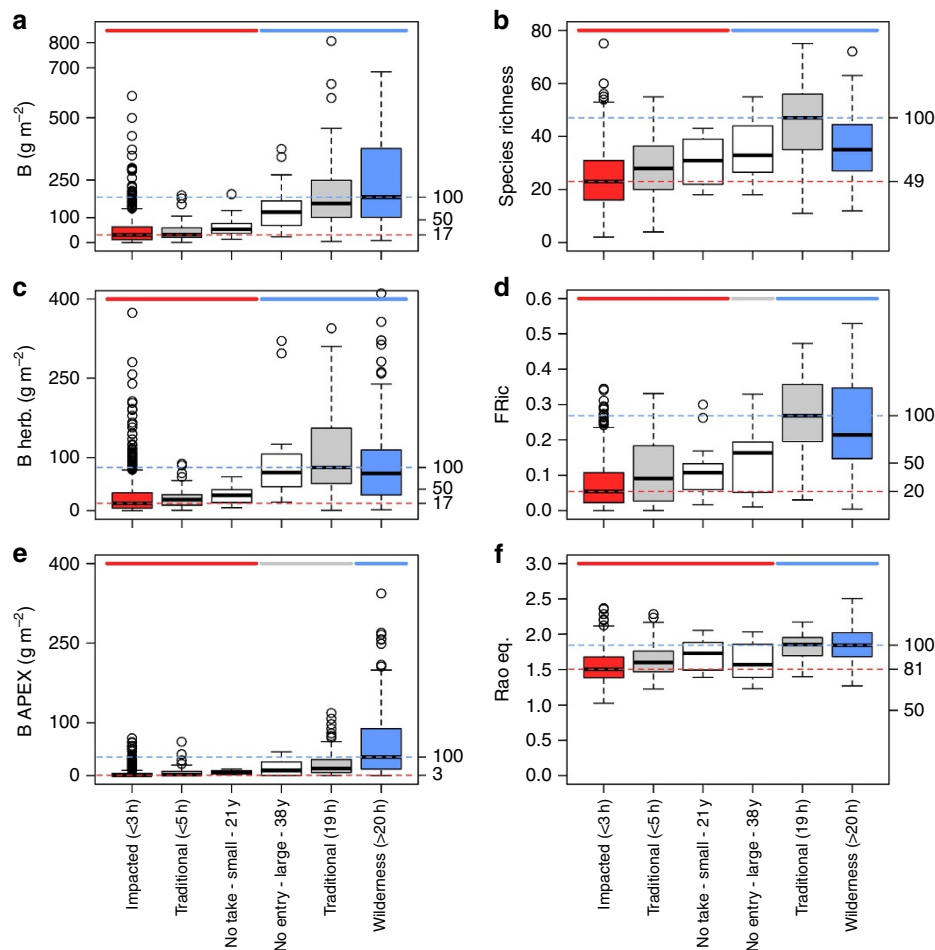 a
B (g m−2)
800
700
500
250
100
0
100
50
17
b
Species richness
80
60
40
20
0
100
49
c
B herb. (g m−2)
400
250
100
0
100
50
17
d
FRic
0.6
0.5
0.4
0.3
0.2
0.1
0.0
100
50
20
e
B APEX (g m−2)
400
250
100
0
100
3
f
Rao eq.
3.0
2.5
2.0
1.5
1.0
0.5
0.0
100
81
50
Impacted (<3 h)
Traditional (<5 h)
No take - small - 21 y
No entry - large - 38 y
Traditional (19 h)
Wilderness (>20 h)
Impacted (<3 h)
Traditional (<5 h)
No take - small - 21 y
No entry - large - 38 y
Traditional (19 h)
Wilderness (>20 h)